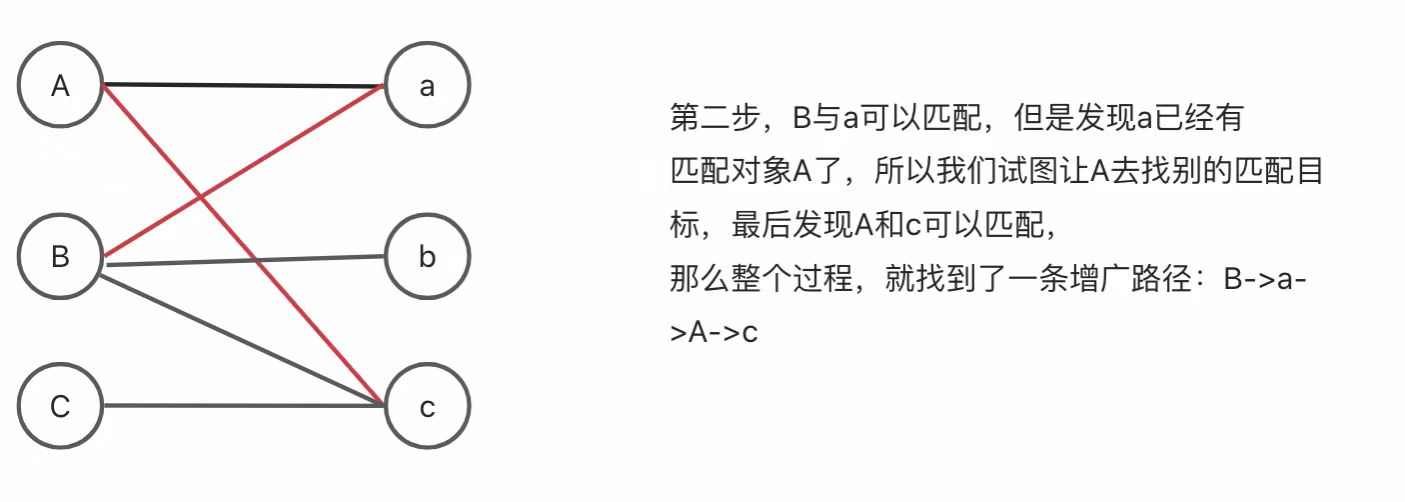 A
a
第二步，B与a可以匹配，但是发现a已经有
匹配对象A了，所以我们试图让A去找别的匹配目
标，最后发现A和c可以匹配，
那么整个过程，就找到了一条增广路径：B->a-
>A->c
B
b
C
c